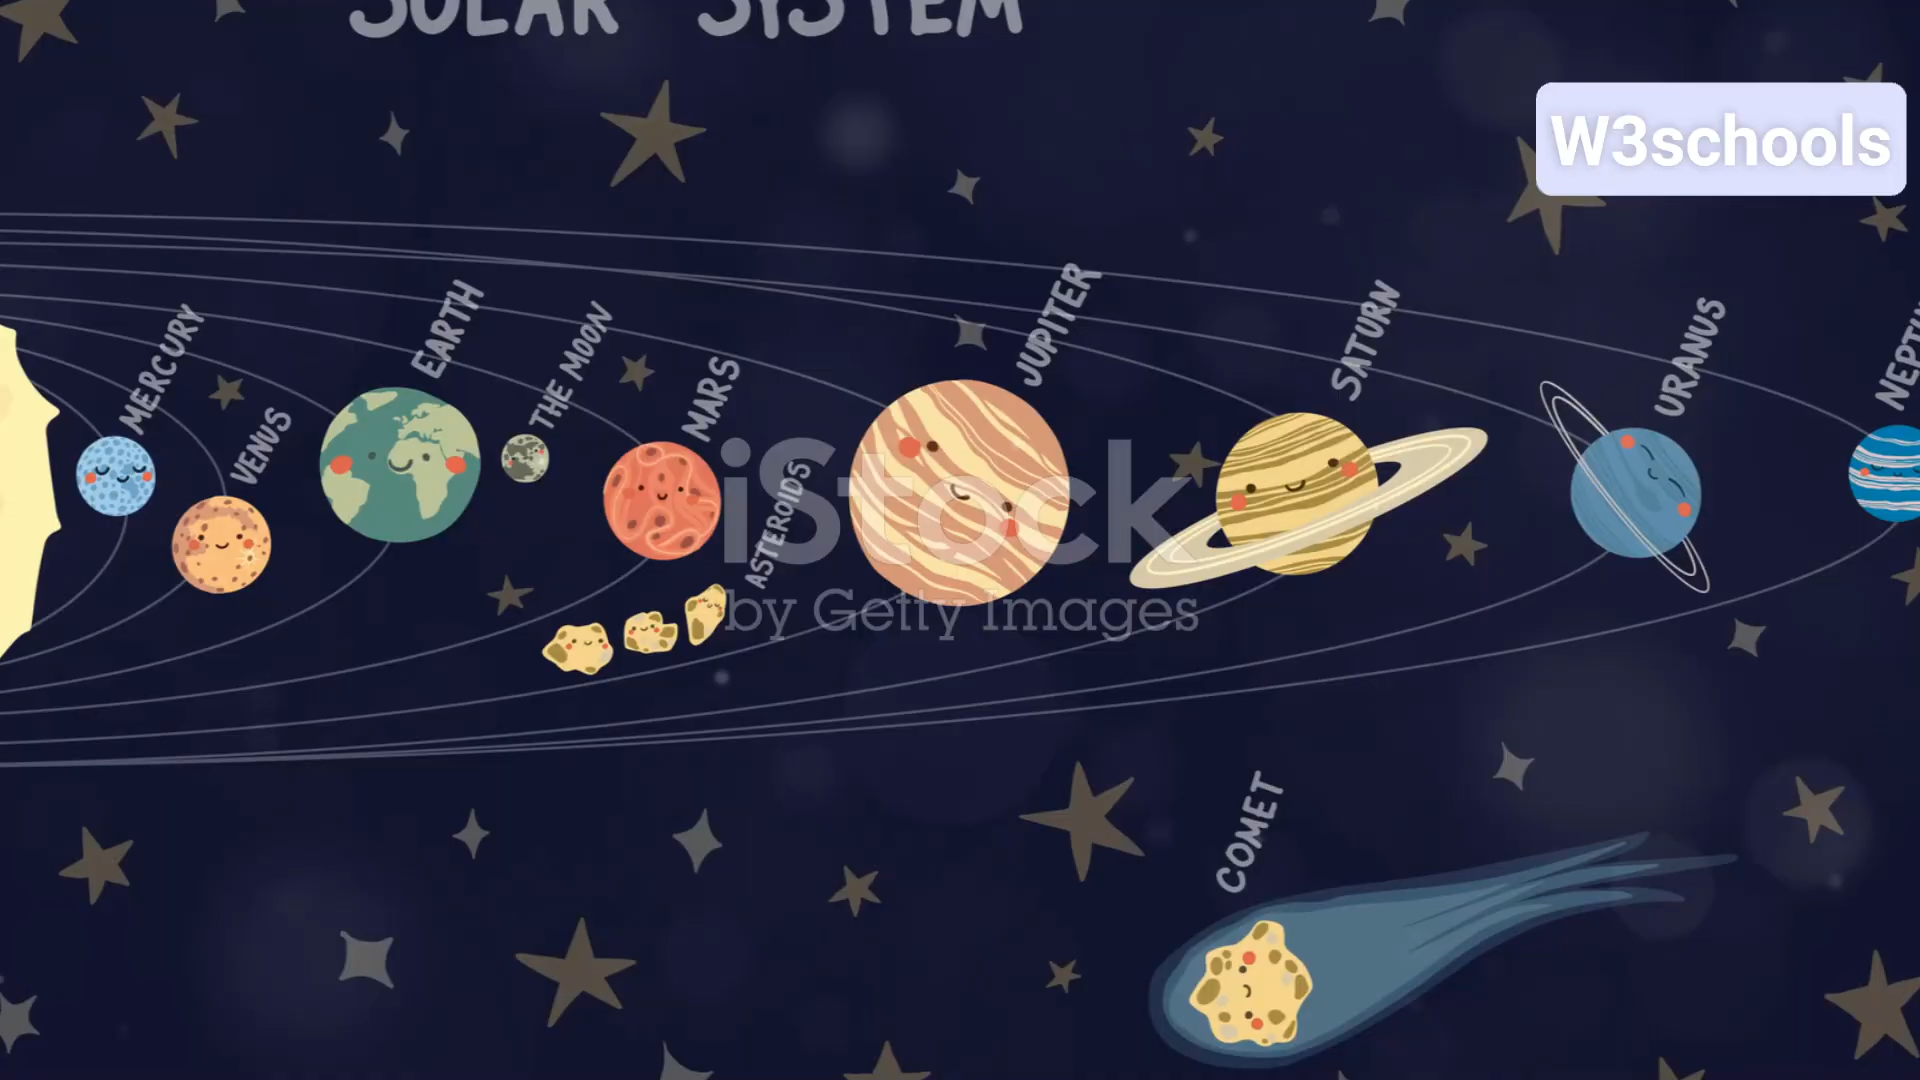 SOLAR SYSTEM
W3schools
MERCURY
VENUS
EARTH
THE MOON
MARS
ASTEROIDS
JUPITER
SATURN
URANUS
iStock
by Getty Images
COMET